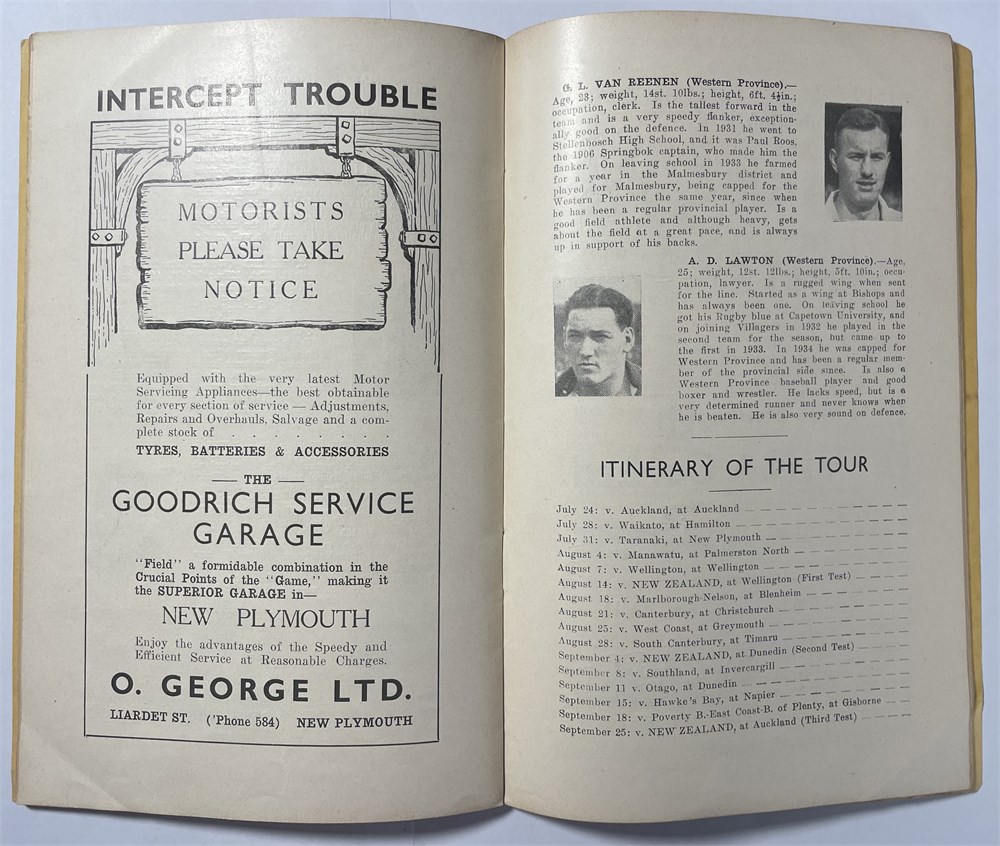 INTERCEPT TROUBLE
MOTORISTS
PLEASE TAKE
NOTICE
Equipped with the very latest Motor
Servicing Appliances—the best obtainable
for every section of service — Adjustments,
Repairs and Overhauls, Salvage and a com-
plete stock of . . . . . . . .
TYRES, BATTERIES & ACCESSORIES
— THE —
GOODRICH SERVICE
GARAGE
"Field" a formidable combination in the
Crucial Points of the "Game," making it
the SUPERIOR GARAGE in—
NEW PLYMOUTH
Enjoy the advantages of the Speedy and
Efficient Service at Reasonable Charges.
O. GEORGE LTD.
LIARDET ST. ('Phone 584) NEW PLYMOUTH
G. L. VAN REENEN (Western Province).—
Age, 23; weight, 14st. 10lbs.; height, 6ft. 4½in.;
occupation, clerk. Is the tallest forward in the
team and is a very speedy flanker, exception-
ally good on the defence. In 1931 he went to
Stellenbosch High School, and it was Paul Roos,
the 1906 Springbok captain, who made him the
flanker. On leaving school in 1933 he farmed
for a year in the Malmesbury district and
played for Malmesbury, being capped for the
Western Province the same year, since when
he has been a regular provincial player. Is a
good field athlete and although heavy, gets
about the field at a great pace, and is always
up in support of his backs.
A. D. LAWTON (Western Province).—Age,
25; weight, 12st. 12lbs.; height, 5ft. 10in.; occu-
pation, lawyer. Is a rugged wing when sent
for the line. Started as a wing at Bishops and
has always been one. On leaving school he
got his Rugby blue at Capetown University, and
on joining Villagers in 1932 he played in the
second team for the season, but came up to
the first in 1933. In 1934 he was capped for
Western Province and has been a regular mem-
ber of the provincial side since. Is also a
Western Province baseball player and good
boxer and wrestler. He lacks speed, but is a
very determined runner and never knows when
he is beaten. He is also very sound on defence.
ITINERARY OF THE TOUR
July 24: v. Auckland, at Auckland
July 28: v. Waikato, at Hamilton
July 31: v. Taranaki, at New Plymouth
August 4: v. Manawatu, at Palmerston North
August 7: v. Wellington, at Wellington
August 14: v. NEW ZEALAND, at Wellington (First Test)
August 18: v. Marlborough-Nelson, at Blenheim
August 21: v. Canterbury, at Christchurch
August 25: v. West Coast, at Greymouth
August 28: v. South Canterbury, at Timaru
September 4: v. NEW ZEALAND, at Dunedin (Second Test)
September 8: v. Southland, at Invercargill
September 11 v. Otago, at Dunedin
September 15: v. Hawke's Bay, at Napier
September 18: v. Poverty B.-East Coast-B. of Plenty, at Gisborne
September 25: v. NEW ZEALAND, at Auckland (Third Test)